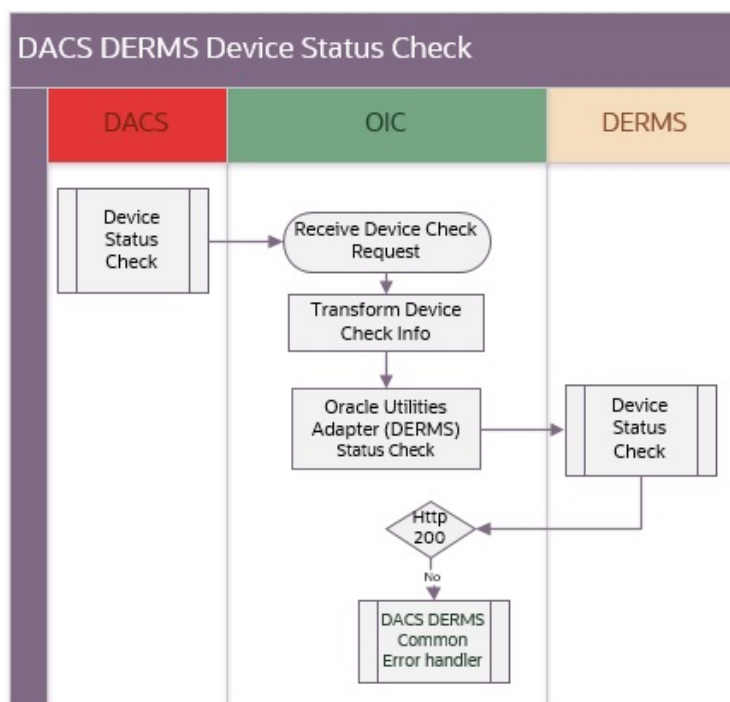 DACS DERMS Device Status Check
DACS
OIC
DERMS
Device
Status
Check
Receive Device Check
Request
Transform Device
Check Info
Oracle Utilities
Adapter (DERMS)
Status Check
Device
Status
Check
Http
200
No
DACS DERMS
Common
Error handler